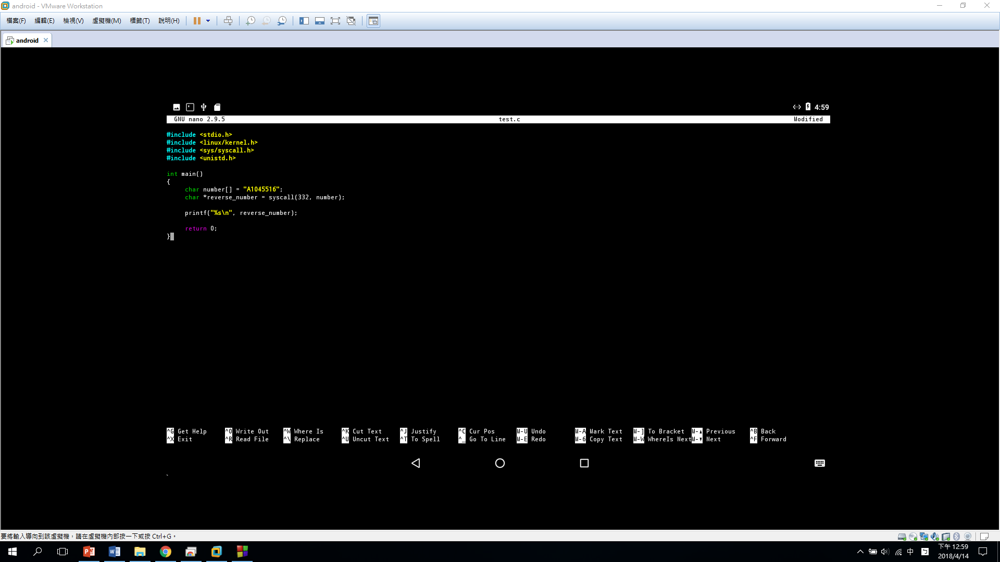 android - VMware Workstation
檔案(F) 編輯(E) 檢視(V) 虛擬機(M) 標籤(T) 說明(H)
android
4:59
GNU nano 2.9.5 test.c Modified
#include <stdio.h>
#include <linux/kernel.h>
#include <sys/syscall.h>
#include <unistd.h>
int main()
{
char number[] = "A1045516";
char *reverse_number = syscall(332, number);
printf("%s\n", reverse_number);
return 0;
}
^G Get Help ^O Write Out ^W Where Is ^K Cut Text ^J Justify ^C Cur Pos M-U Undo M-A Mark Text M-] To Bracket M-▲ Previous ^B Back
^X Exit ^R Read File ^\ Replace ^U Uncut Text ^T To Spell ^_ Go To Line M-E Redo M-6 Copy Text M-W WhereIs Next M-▼ Next ^F Forward
要將輸入導向到該虛擬機，請在虛擬機內部按一下或按 Ctrl+G。
中 ㄅ 下午 12:59
2018/4/14